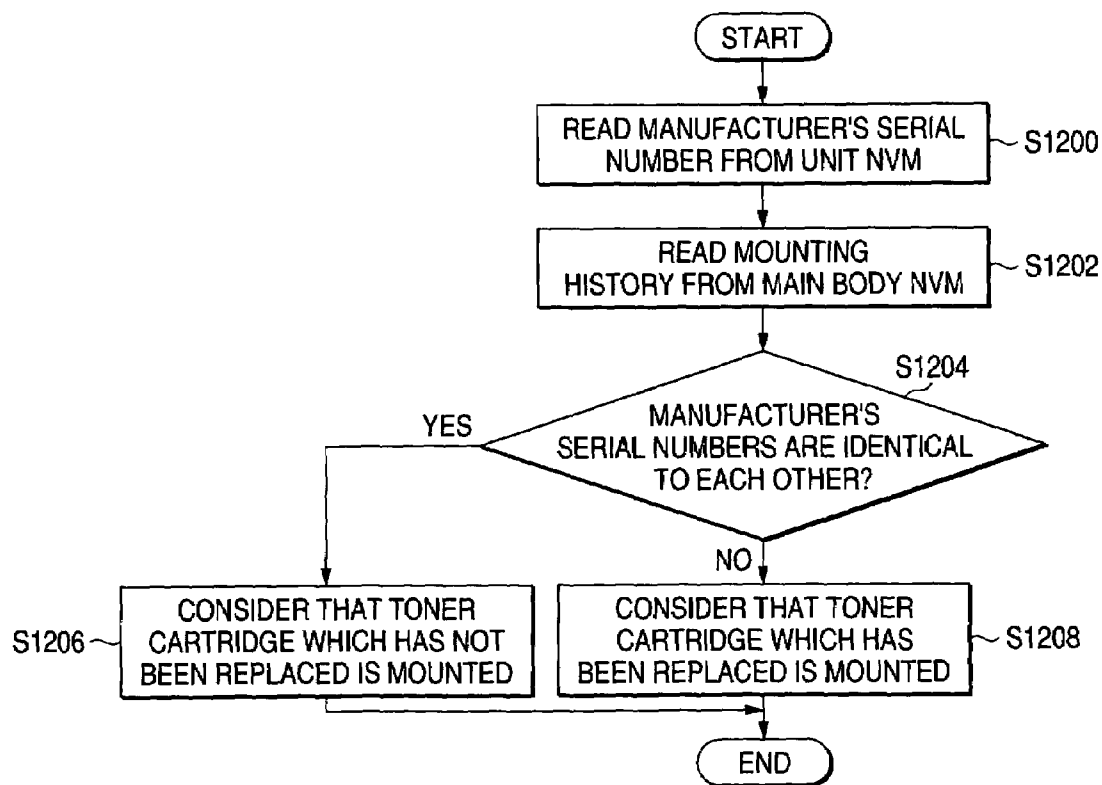 START
READ MANUFACTURER'S SERIAL
NUMBER FROM UNIT NVM
S1200
READ MOUNTING
HISTORY FROM MAIN BODY NVM
S1202
S1204
MANUFACTURER'S
SERIAL NUMBERS ARE IDENTICAL
TO EACH OTHER?
YES
NO
S1206
CONSIDER THAT TONER
CARTRIDGE WHICH HAS NOT
BEEN REPLACED IS MOUNTED
CONSIDER THAT TONER
CARTRIDGE WHICH HAS
BEEN REPLACED IS MOUNTED
S1208
END